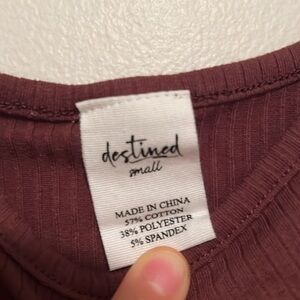 destined
small
MADE IN CHINA
57% COTTON
38% POLYESTER
5% SPANDEX